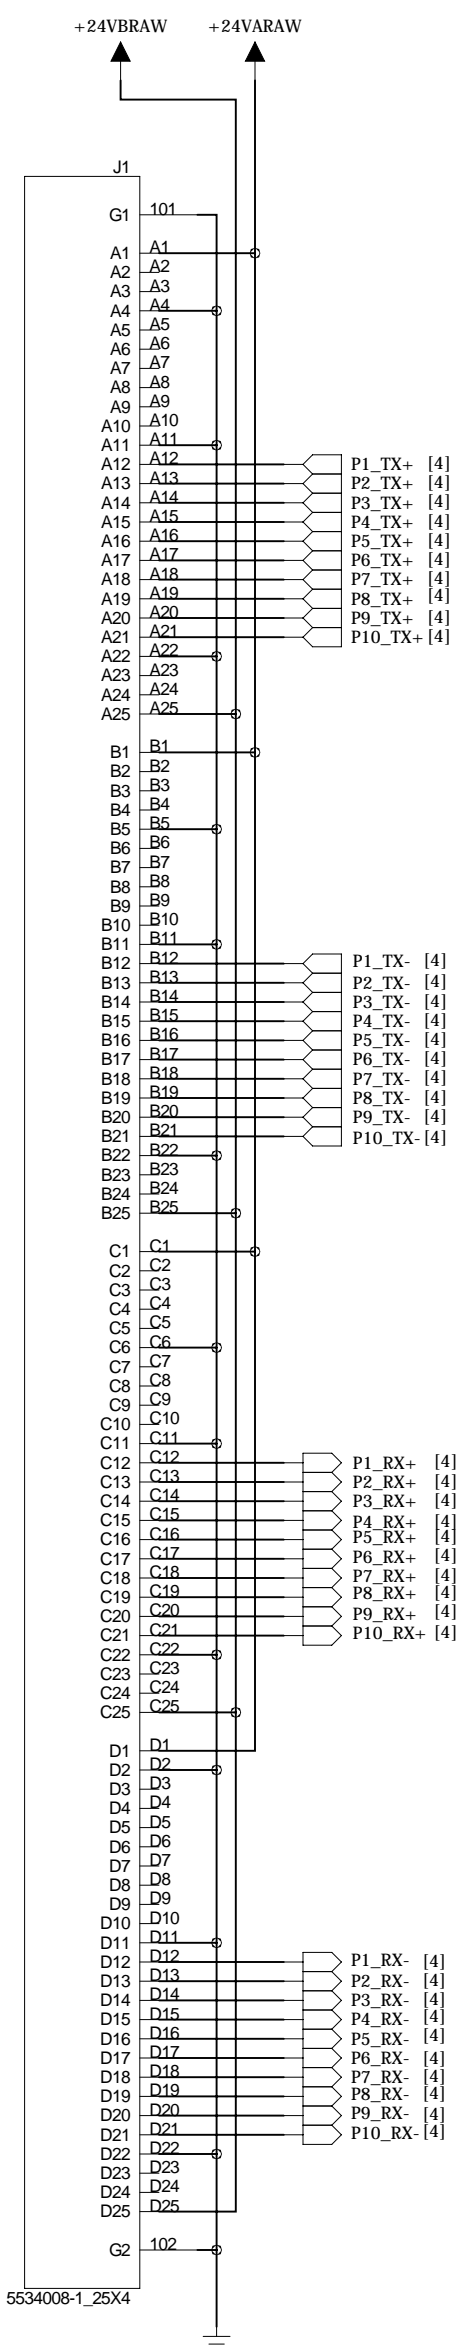 +24VBRAW +24VARAW
J1
G1 101
A1 A1
A2 A2
A3 A3
A4 A4
A5 A5
A6 A6
A7 A7
A8 A8
A9 A9
A10 A10
A11 A11
A12 A12 P1_TX+ [4]
A13 A13 P2_TX+ [4]
A14 A14 P3_TX+ [4]
A15 A15 P4_TX+ [4]
A16 A16 P5_TX+ [4]
A17 A17 P6_TX+ [4]
A18 A18 P7_TX+ [4]
A19 A19 P8_TX+ [4]
A20 A20 P9_TX+ [4]
A21 A21 P10_TX+ [4]
A22 A22
A23 A23
A24 A24
A25 A25
B1 B1
B2 B2
B3 B3
B4 B4
B5 B5
B6 B6
B7 B7
B8 B8
B9 B9
B10 B10
B11 B11
B12 B12 P1_TX- [4]
B13 B13 P2_TX- [4]
B14 B14 P3_TX- [4]
B15 B15 P4_TX- [4]
B16 B16 P5_TX- [4]
B17 B17 P6_TX- [4]
B18 B18 P7_TX- [4]
B19 B19 P8_TX- [4]
B20 B20 P9_TX- [4]
B21 B21 P10_TX- [4]
B22 B22
B23 B23
B24 B24
B25 B25
C1 C1
C2 C2
C3 C3
C4 C4
C5 C5
C6 C6
C7 C7
C8 C8
C9 C9
C10 C10
C11 C11
C12 C12 P1_RX+ [4]
C13 C13 P2_RX+ [4]
C14 C14 P3_RX+ [4]
C15 C15 P4_RX+ [4]
C16 C16 P5_RX+ [4]
C17 C17 P6_RX+ [4]
C18 C18 P7_RX+ [4]
C19 C19 P8_RX+ [4]
C20 C20 P9_RX+ [4]
C21 C21 P10_RX+ [4]
C22 C22
C23 C23
C24 C24
C25 C25
D1 D1
D2 D2
D3 D3
D4 D4
D5 D5
D6 D6
D7 D7
D8 D8
D9 D9
D10 D10
D11 D11
D12 D12 P1_RX- [4]
D13 D13 P2_RX- [4]
D14 D14 P3_RX- [4]
D15 D15 P4_RX- [4]
D16 D16 P5_RX- [4]
D17 D17 P6_RX- [4]
D18 D18 P7_RX- [4]
D19 D19 P8_RX- [4]
D20 D20 P9_RX- [4]
D21 D21 P10_RX- [4]
D22 D22
D23 D23
D24 D24
D25 D25
G2 102
5534008-1_25X4